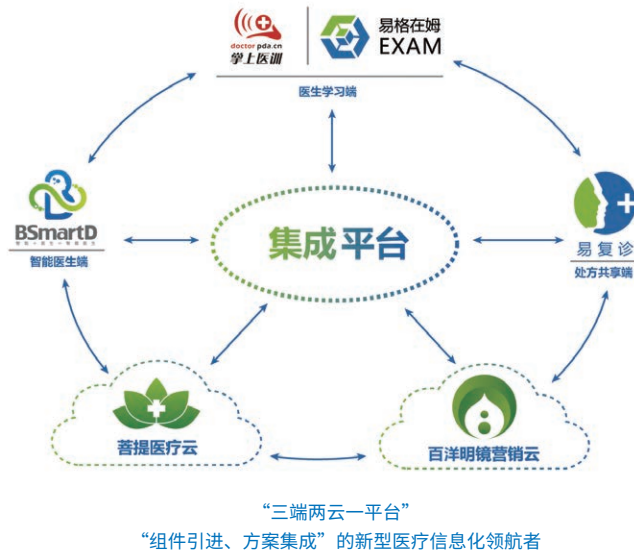 doctor pda.cn
掌上医训
易格在姆
EXAM
医生学习端
BSmartD
智能医生端
集成平台
易复诊
处方共享端
菩提医疗云
百洋明镜营销云
“三端两云一平台”
“组件引进、方案集成”的新型医疗信息化领航者